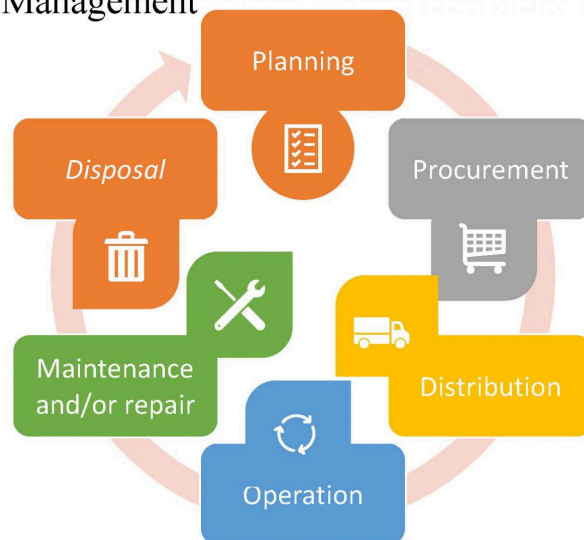 Management
Planning
Procurement
Distribution
Operation
Maintenance
and/or repair
Disposal